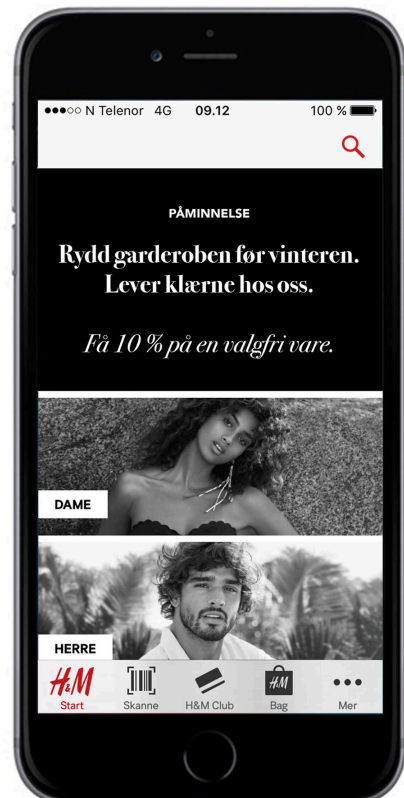 N Telenor 4G 09.12 100 %
PÅMINNELSE
Rydd garderoben før vinteren.
Lever klærne hos oss.
Få 10 % på en valgfri vare.
DAME
HERRE
H&M H&M
Start Skanne H&M Club Bag Mer